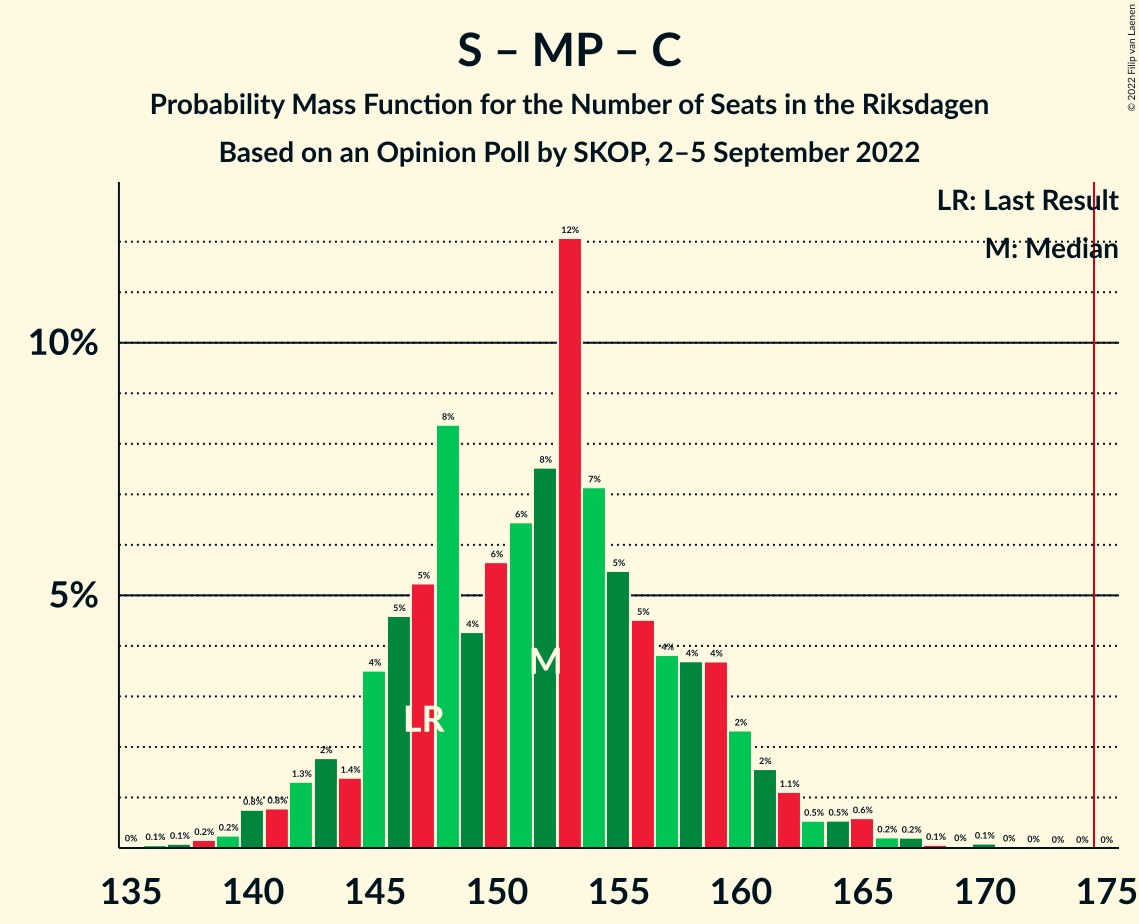 © 2022 Filip van Laenen
S – MP – C
Probability Mass Function for the Number of Seats in the Riksdagen
Based on an Opinion Poll by SKOP, 2–5 September 2022
LR: Last Result
M: Median
10%
5%
0% 0.1% 0.1% 0.2% 0.2% 0.8% 0.8% 1.3% 2% 1.4% 4% 5% 5% 8% 4% 6% 6% 8% 12% 7% 5% 5% 4% 4% 4% 2% 2% 1.1% 0.5% 0.5% 0.6% 0.2% 0.2% 0.1% 0% 0.1% 0% 0% 0% 0% 0%
M
LR
135 140 145 150 155 160 165 170 175